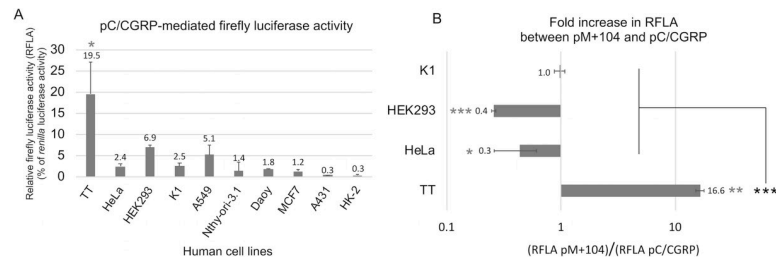 A
pC/CGRP-mediated firefly luciferase activity
Relative firefly luciferase activity (RFLA)
(% of renilla luciferase activity)
35
30
25
20
15
10
5
0
*
19.5
2.4
6.9
2.5
5.1
1.4
1.8
1.2
0.3
0.3
TT
HeLa
HEK293
K1
A549
Nthy-ori-3.1
Daoy
MCF7
A431
HK-2
Human cell lines
B
Fold increase in RFLA
between pM+104 and pC/CGRP
K1
1.0
HEK293
*** 0.4
HeLa
* 0.3
TT
16.6 ** ***
0.1 1 10 100
(RFLA pM+104)/(RFLA pC/CGRP)